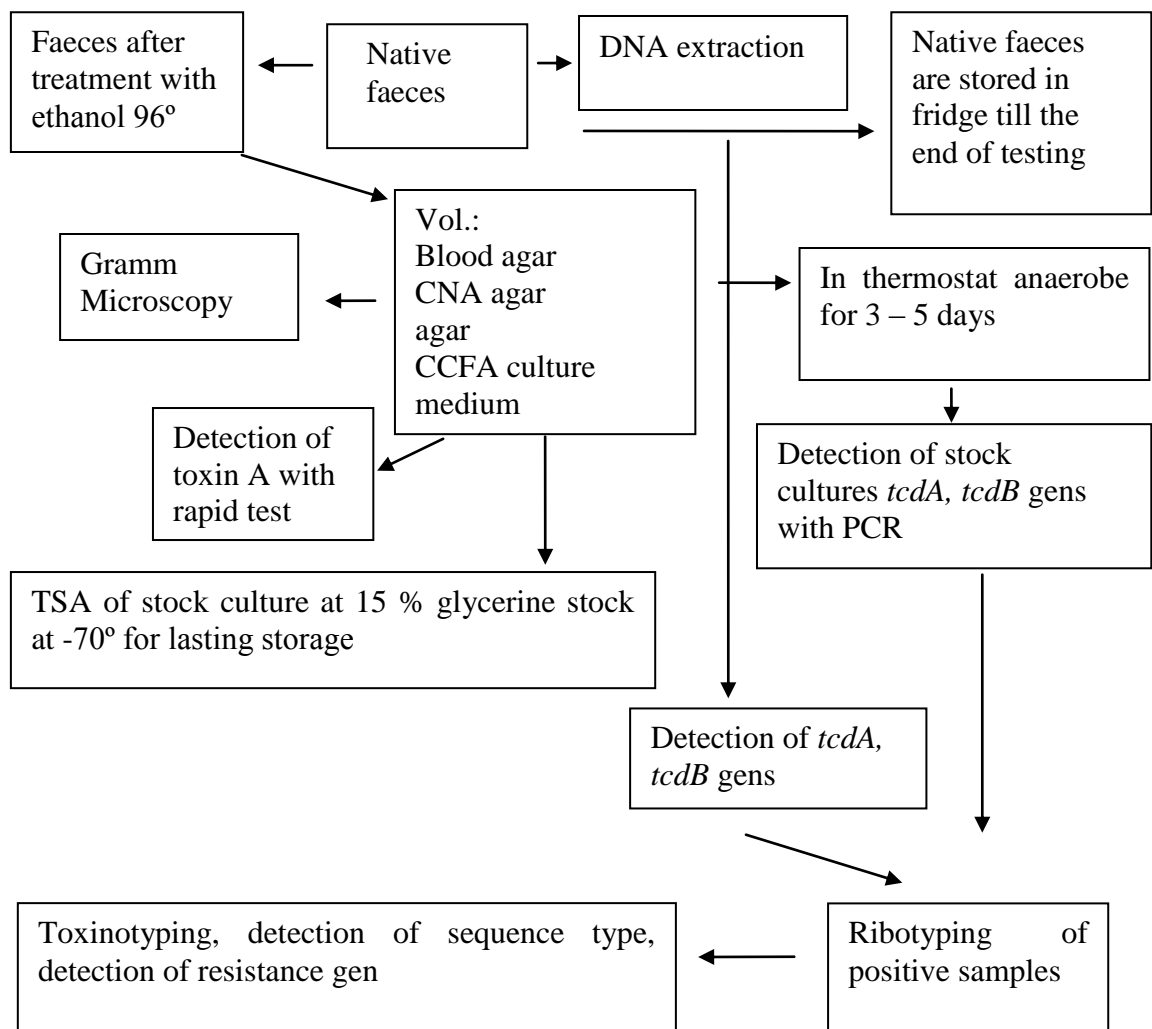 Faeces after
treatment with
ethanol 96º
Native
faeces
DNA extraction
Native faeces
are stored in
fridge till the
end of testing
Vol.:
Blood agar
CNA agar
agar
CCFA culture
medium
Gramm
Microscopy
In thermostat anaerobe
for 3 – 5 days
Detection of
toxin A with
rapid test
Detection of stock
cultures tcdA, tcdB gens
with PCR
TSA of stock culture at 15 % glycerine stock
at -70º for lasting storage
Detection of tcdA,
tcdB gens
Toxinotyping, detection of sequence type,
detection of resistance gen
Ribotyping of
positive samples